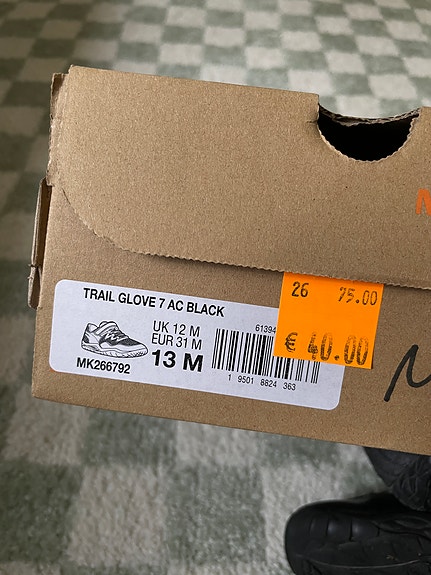 TRAIL GLOVE 7 AC BLACK
UK 12 M
EUR 31 M
13 M
MK266792
61394
1 9501 8824 363
26 75.00
€ 40.00